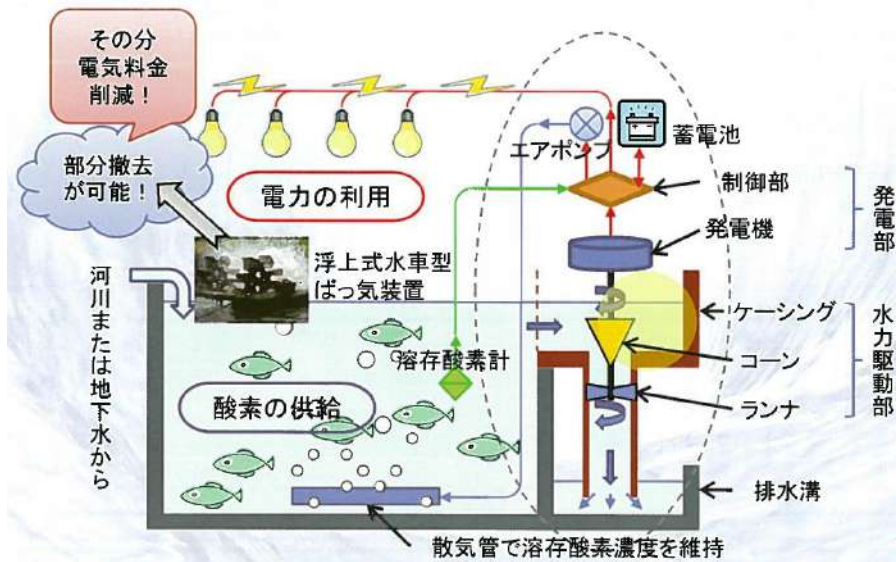 その分
電気料金
削減！
部分撤去
が可能！
電力の利用
エアポンプ
蓄電池
制御部
発電機
発電部
浮上式水車型
ばっ気装置
河川または地下水から
溶存酸素計
酸素の供給
ケーシング
コーン
ランナ
水力駆動部
排水溝
散気管で溶存酸素濃度を維持